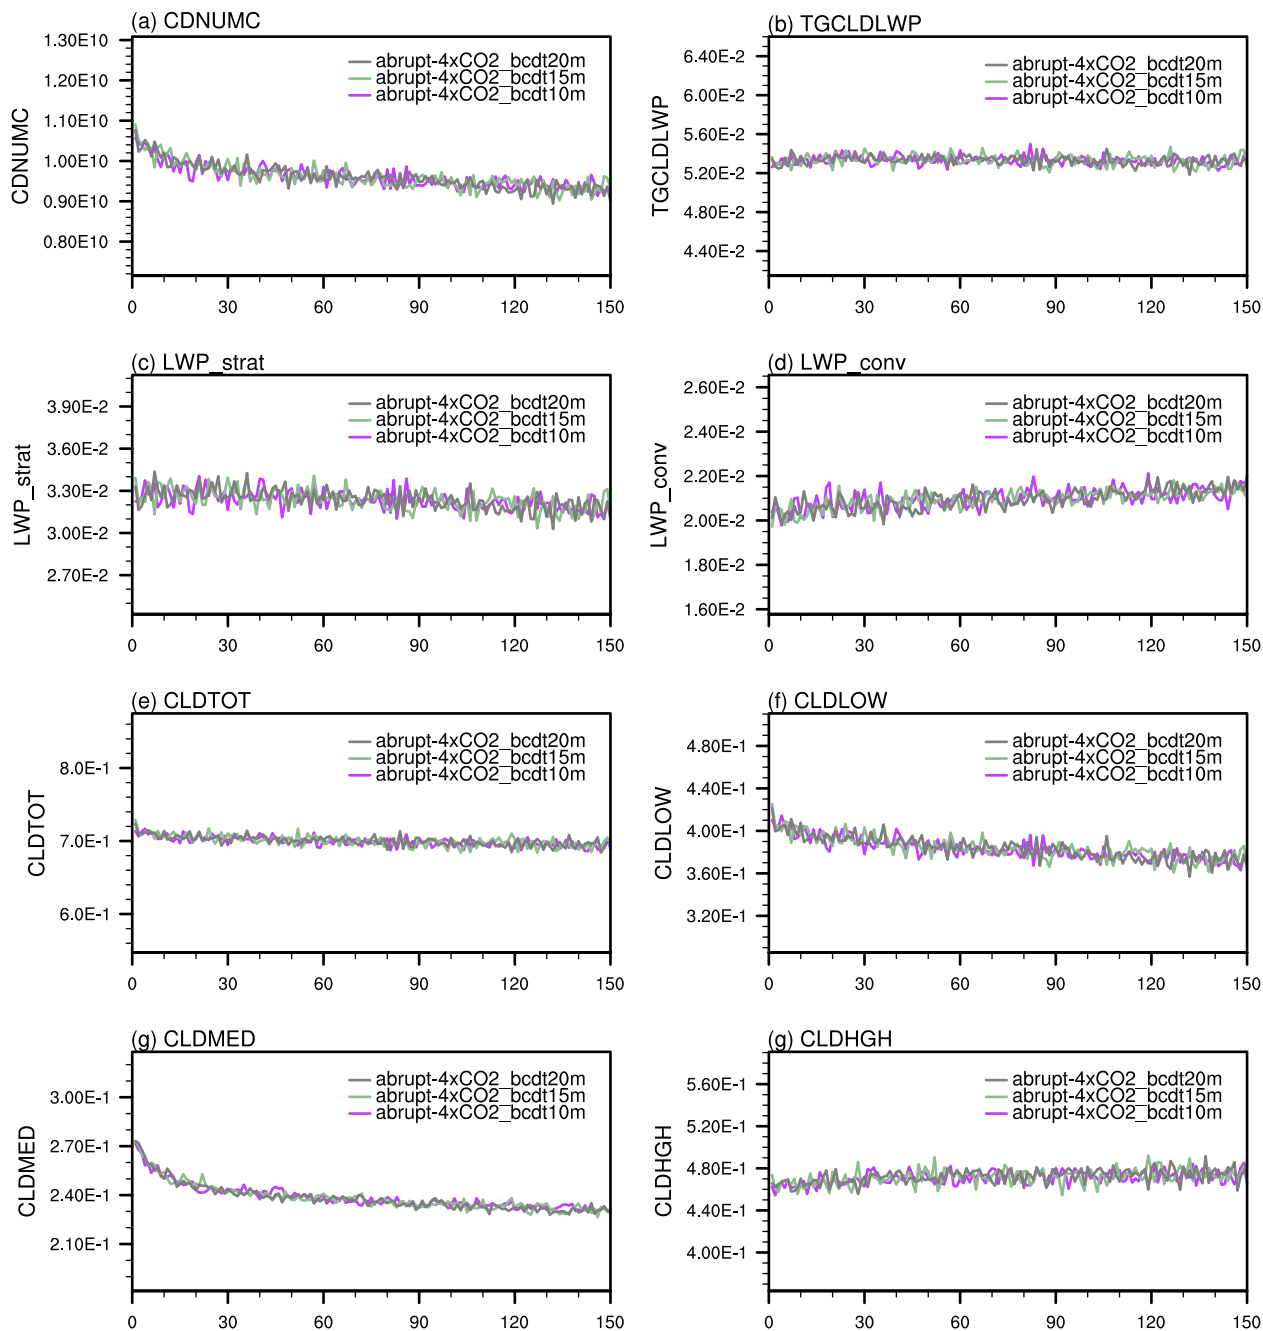 (a) CDNUMC
1.30E10
1.20E10
1.10E10
1.00E10
0.90E10
0.80E10
CDNUMC
abrupt-4xCO2_bcdt20m
abrupt-4xCO2_bcdt15m
abrupt-4xCO2_bcdt10m
0 30 60 90 120 150
(b) TGCLDLWP
6.40E-2
6.00E-2
5.60E-2
5.20E-2
4.80E-2
4.40E-2
TGCLDLWP
abrupt-4xCO2_bcdt20m
abrupt-4xCO2_bcdt15m
abrupt-4xCO2_bcdt10m
0 30 60 90 120 150
(c) LWP_strat
3.90E-2
3.60E-2
3.30E-2
3.00E-2
2.70E-2
LWP_strat
abrupt-4xCO2_bcdt20m
abrupt-4xCO2_bcdt15m
abrupt-4xCO2_bcdt10m
0 30 60 90 120 150
(d) LWP_conv
2.60E-2
2.40E-2
2.20E-2
2.00E-2
1.80E-2
1.60E-2
LWP_conv
abrupt-4xCO2_bcdt20m
abrupt-4xCO2_bcdt15m
abrupt-4xCO2_bcdt10m
0 30 60 90 120 150
(e) CLDTOT
8.0E-1
7.0E-1
6.0E-1
CLDTOT
abrupt-4xCO2_bcdt20m
abrupt-4xCO2_bcdt15m
abrupt-4xCO2_bcdt10m
0 30 60 90 120 150
(f) CLDLOW
4.80E-1
4.40E-1
4.00E-1
3.60E-1
3.20E-1
CLDLOW
abrupt-4xCO2_bcdt20m
abrupt-4xCO2_bcdt15m
abrupt-4xCO2_bcdt10m
0 30 60 90 120 150
(g) CLDMED
3.00E-1
2.70E-1
2.40E-1
2.10E-1
CLDMED
abrupt-4xCO2_bcdt20m
abrupt-4xCO2_bcdt15m
abrupt-4xCO2_bcdt10m
0 30 60 90 120 150
(g) CLDHGH
5.60E-1
5.20E-1
4.80E-1
4.40E-1
4.00E-1
CLDHGH
abrupt-4xCO2_bcdt20m
abrupt-4xCO2_bcdt15m
abrupt-4xCO2_bcdt10m
0 30 60 90 120 150